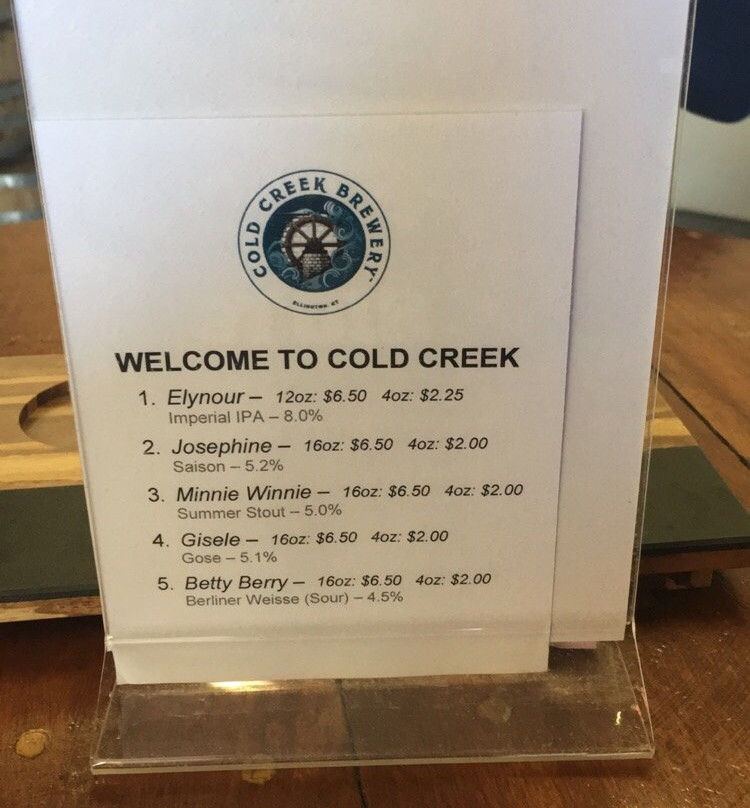 COLD CREEK BREWERY
ELLINGTON, CT
WELCOME TO COLD CREEK
1. Elynour – 12oz: $6.50 4oz: $2.25
Imperial IPA – 8.0%
2. Josephine – 16oz: $6.50 4oz: $2.00
Saison – 5.2%
3. Minnie Winnie – 16oz: $6.50 4oz: $2.00
Summer Stout – 5.0%
4. Gisele – 16oz: $6.50 4oz: $2.00
Gose – 5.1%
5. Betty Berry – 16oz: $6.50 4oz: $2.00
Berliner Weisse (Sour) – 4.5%